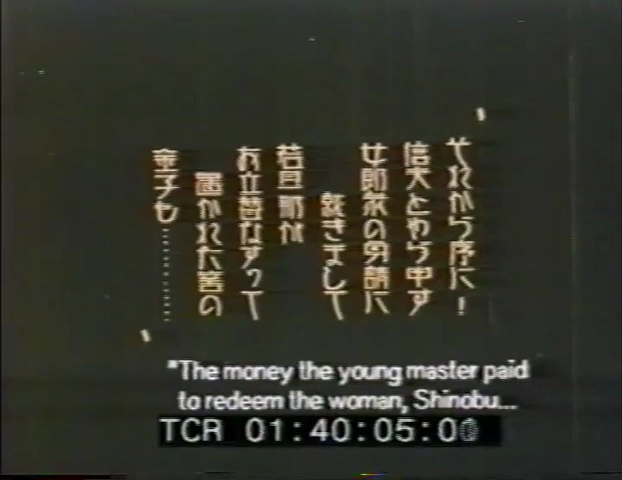 それから序に!
信夫とやら申す
女郎衆の身請に
就きまして
若旦那が
お立替なすって
置かれた筈の
金子も…………
"The money the young master paid
to redeem the woman, Shinobu...
TCR 01:40:05:0